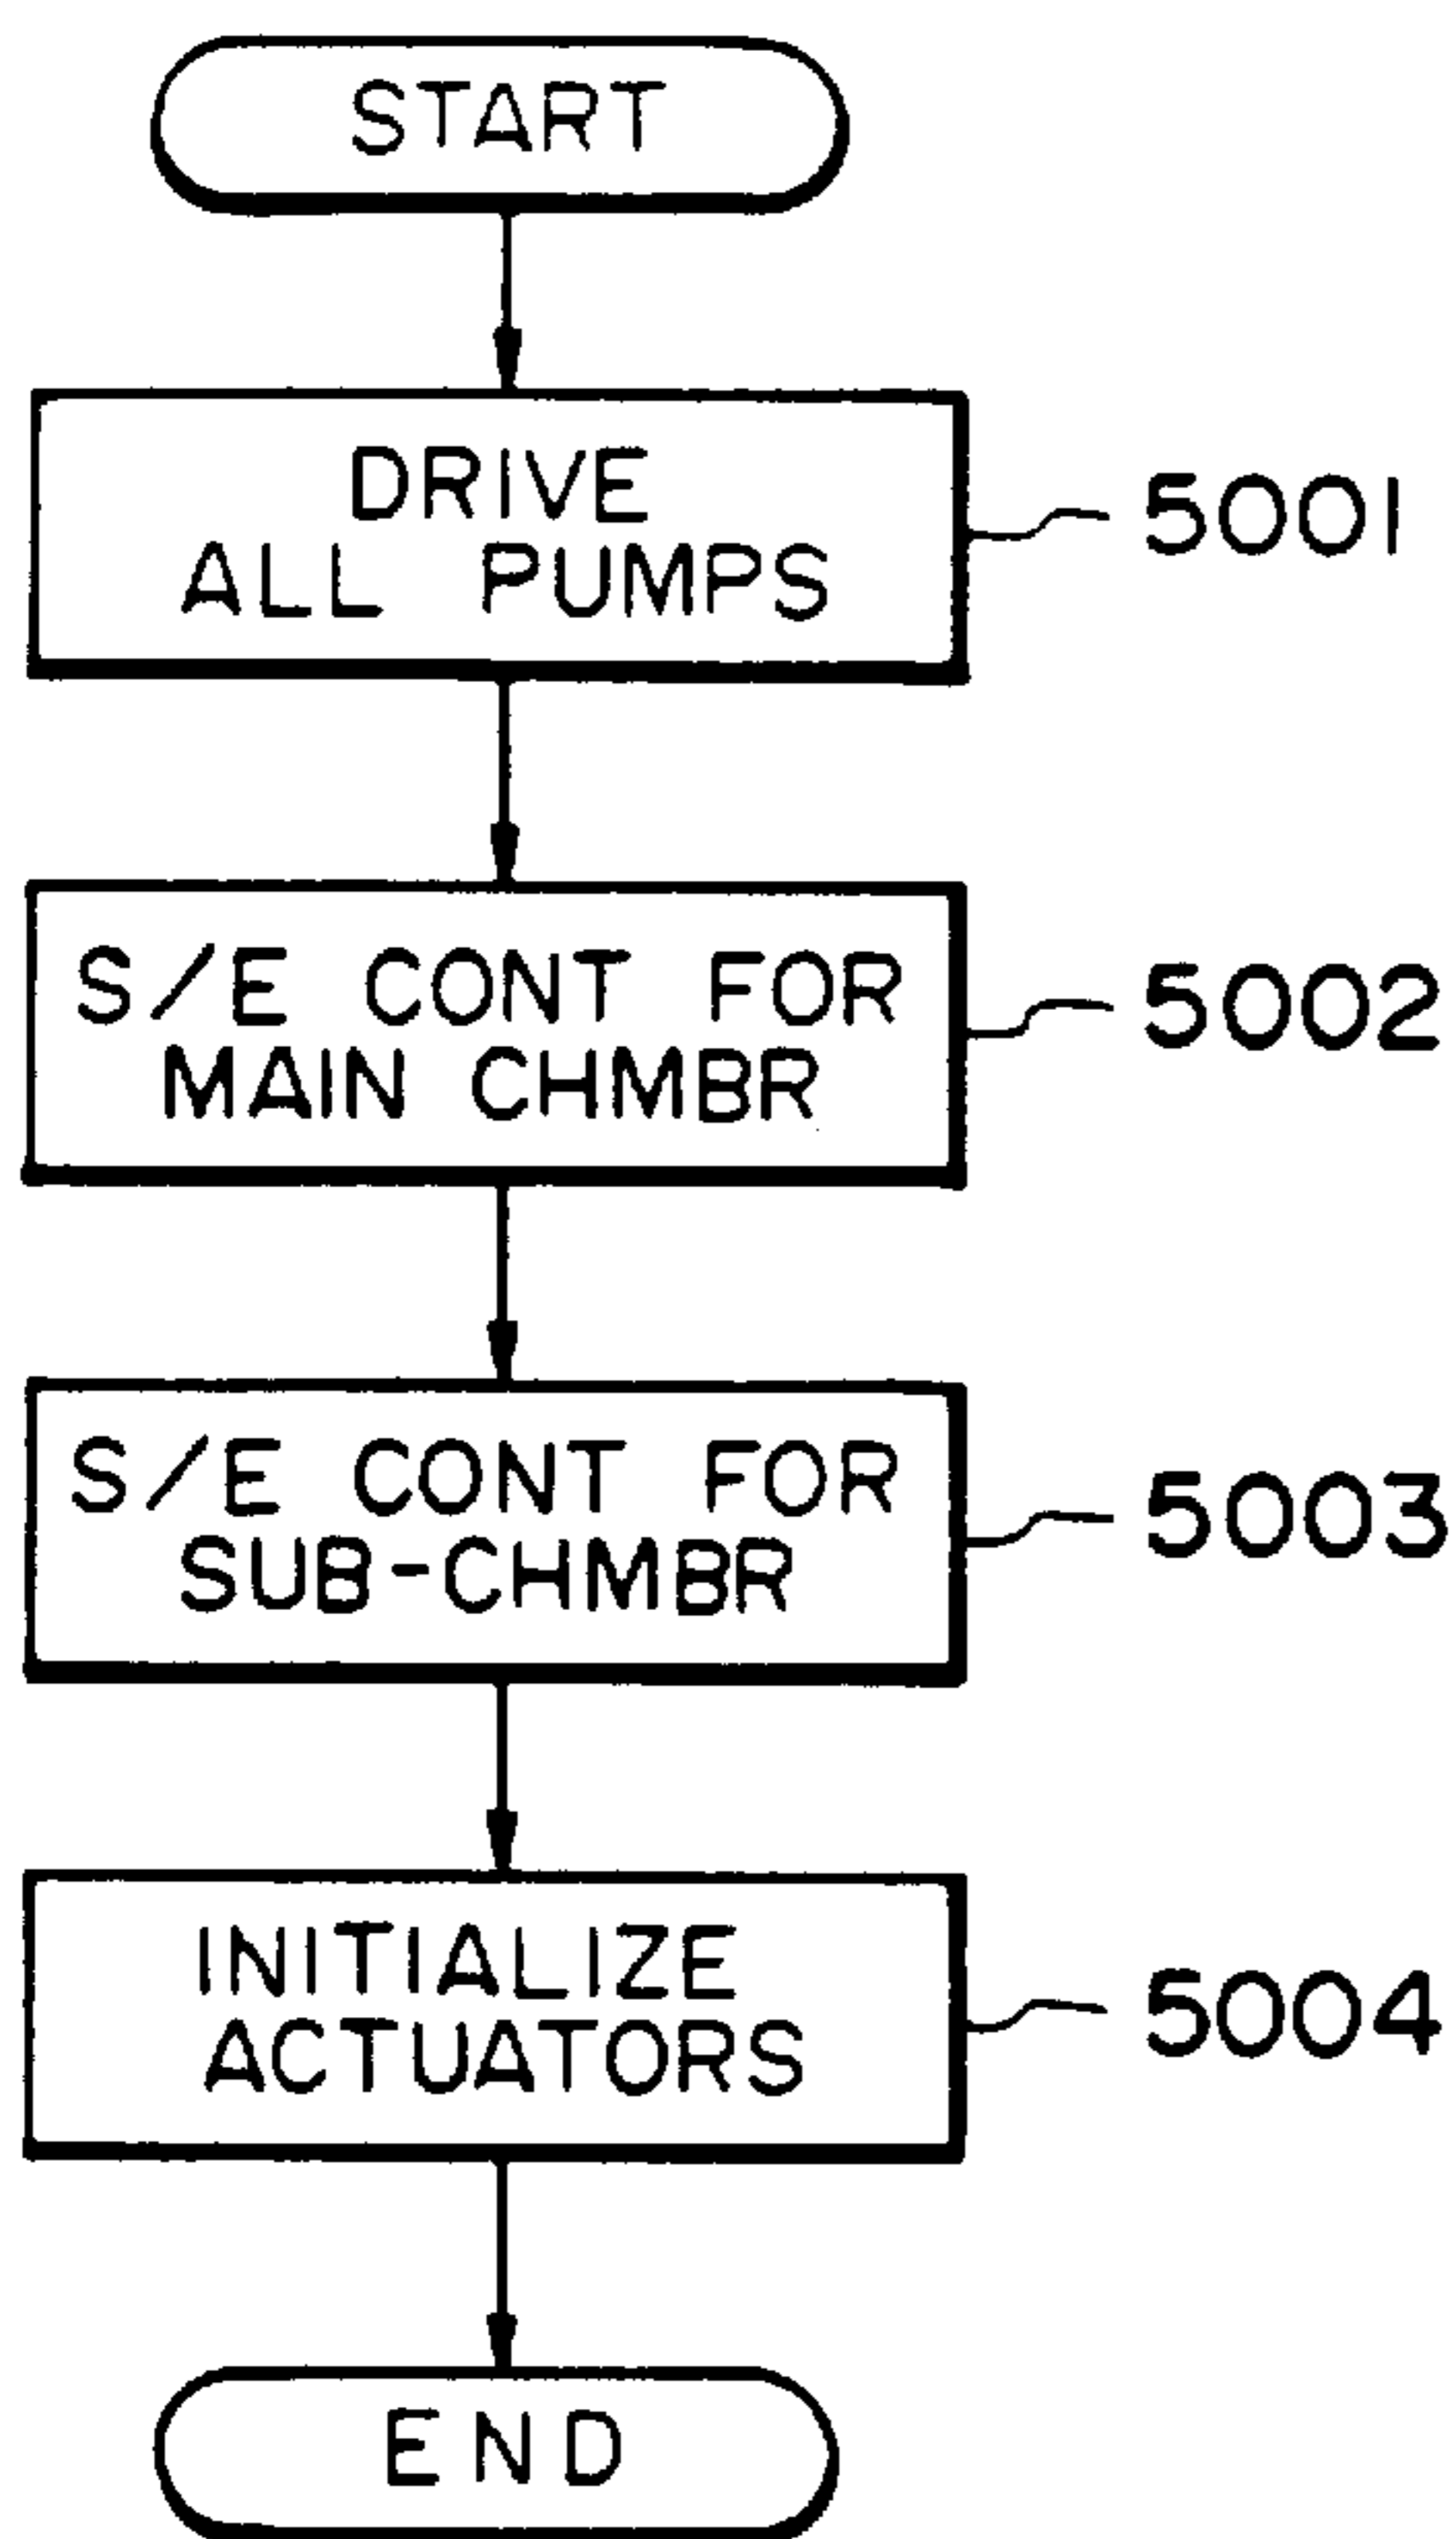 START
DRIVE
ALL PUMPS
5001
S/E CONT FOR
MAIN CHMBR
5002
S/E CONT FOR
SUB-CHMBR
5003
INITIALIZE
ACTUATORS
5004
END